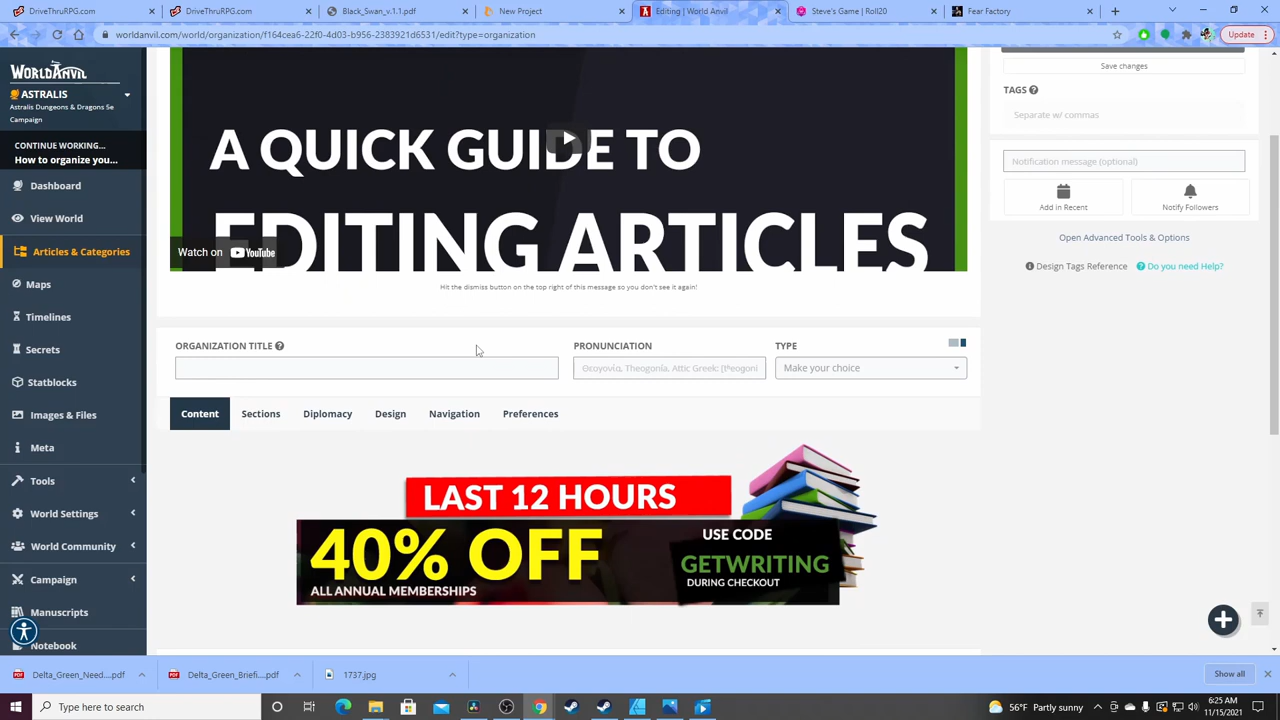 DriveThruRPG.com
DriveThruRPG.com
Black_Swan_v.1.1.pdf
New Project
Editing in World Anvil
Steve's Game | Roll20
Fear Factory
worldanvil.com/world/organization/f164cea6-22f0-4d03-b956-2383921d6531/edit?type=organization
Update
WORLDANVIL
ASTRALIS
Astralis Dungeons & Dragons 5e
Campaign
CONTINUE WORKING...
How to organize you...
Dashboard
View World
Articles & Categories
Maps
Timelines
Secrets
Statblocks
Images & Files
Meta
Tools
World Settings
World Community
Campaign
Manuscripts
Notebook
A QUICK GUIDE TO
EDITING ARTICLES
Watch on YouTube
Hit the dismiss button on the top right of this message so you don't see it again!
ORGANIZATION TITLE
PRONUNCIATION
Θεογονία, Theogonía, Attic Greek: [tʰeoɡoni
TYPE
Make your choice
Content
Sections
Diplomacy
Design
Navigation
Preferences
LAST 12 HOURS
40% OFF
ALL ANNUAL MEMBERSHIPS
USE CODE
GETWRITING
DURING CHECKOUT
Save changes
TAGS
Separate w/ commas
Notification message (optional)
Add in Recent
Notify Followers
Open Advanced Tools & Options
Design Tags Reference
Do you need Help?
Delta_Green_Need....pdf
Delta_Green_Briefi....pdf
1737.jpg
Show all
Type here to search
56°F Partly sunny
6:25 AM
11/15/2021